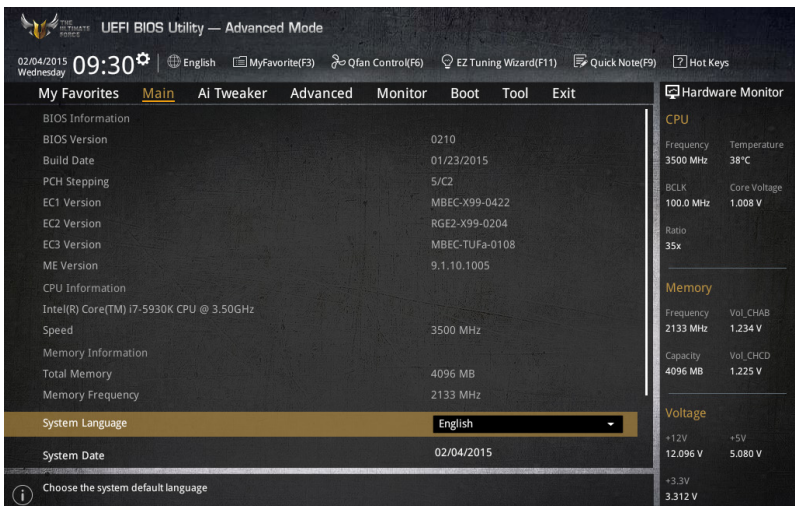 THE
ULTIMATE
FORCE
UEFI BIOS Utility — Advanced Mode
02/04/2015
Wednesday
09:30
English
MyFavorite(F3)
Qfan Control(F6)
EZ Tuning Wizard(F11)
Quick Note(F9)
? Hot Keys
My Favorites Main Ai Tweaker Advanced Monitor Boot Tool Exit
BIOS Information
BIOS Version 0210
Build Date 01/23/2015
PCH Stepping 5/C2
EC1 Version MBEC-X99-0422
EC2 Version RGE2-X99-0204
EC3 Version MBEC-TUFa-0108
ME Version 9.1.10.1005
CPU Information
Intel(R) Core(TM) i7-5930K CPU @ 3.50GHz
Speed 3500 MHz
Memory Information
Total Memory 4096 MB
Memory Frequency 2133 MHz
System Language English
System Date 02/04/2015
i Choose the system default language
Hardware Monitor
CPU
Frequency Temperature
3500 MHz 38°C
BCLK Core Voltage
100.0 MHz 1.008 V
Ratio
35x
Memory
Frequency Vol_CHAB
2133 MHz 1.234 V
Capacity Vol_CHCD
4096 MB 1.225 V
Voltage
+12V +5V
12.096 V 5.080 V
+3.3V
3.312 V